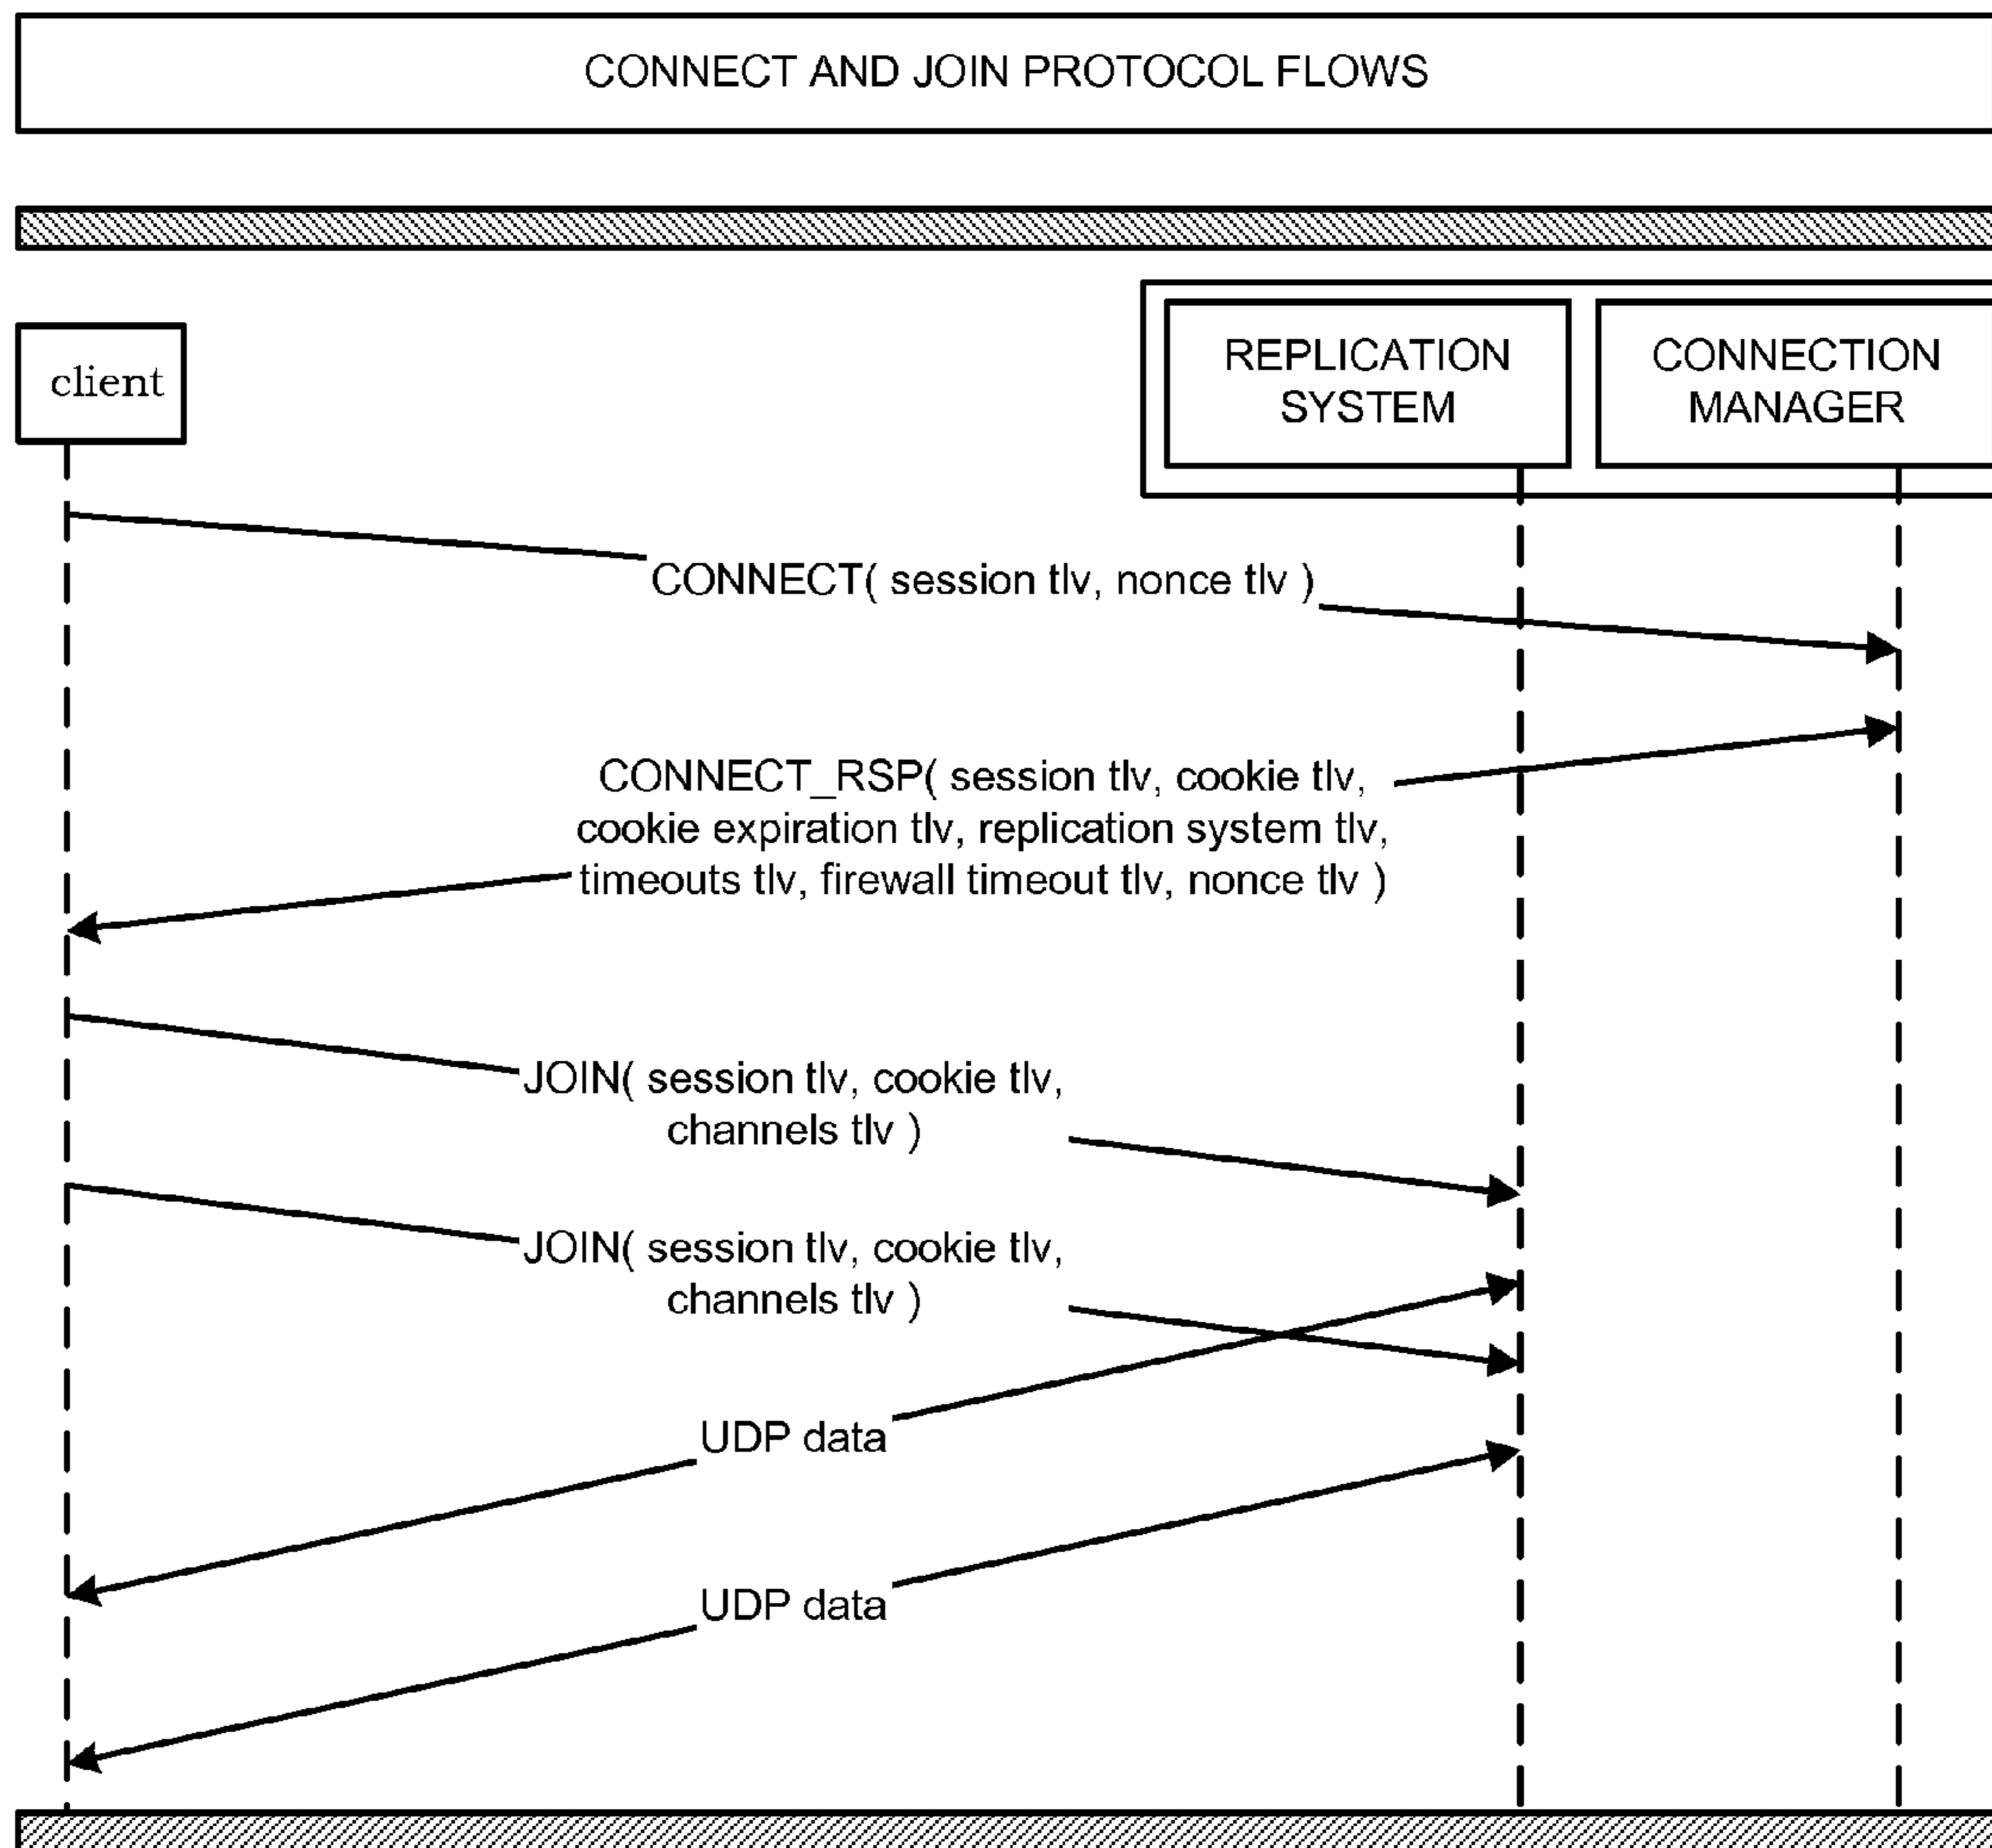 CONNECT AND JOIN PROTOCOL FLOWS
client
REPLICATION
SYSTEM
CONNECTION
MANAGER
CONNECT( session tlv, nonce tlv )
CONNECT_RSP( session tlv, cookie tlv,
cookie expiration tlv, replication system tlv,
timeouts tlv, firewall timeout tlv, nonce tlv )
JOIN( session tlv, cookie tlv,
channels tlv )
JOIN( session tlv, cookie tlv,
channels tlv )
UDP data
UDP data